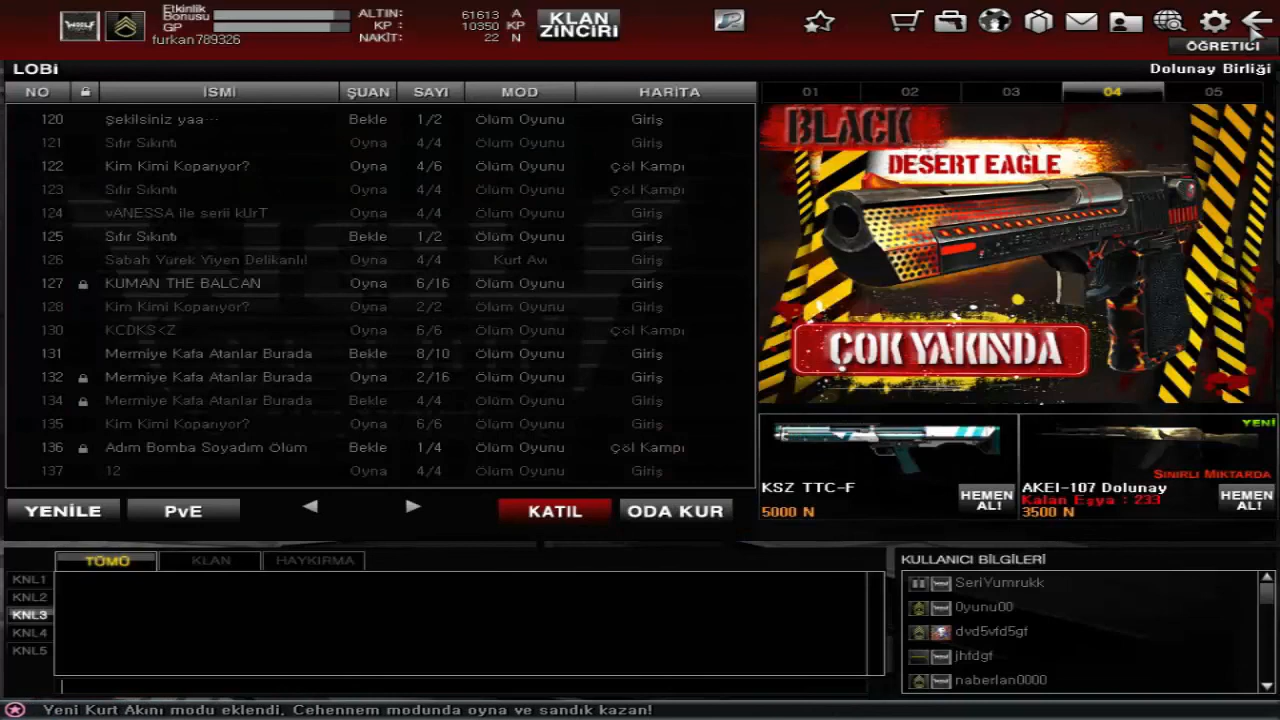 Etkinlik
Bonusu
GP
furkan789326
ALTIN: 61613 A
KP : 103550 KP
NAKİT: 22 N
KLAN
ZİNCİRİ
ÖĞRETİCİ
LOBi
Dolunay Birliği
NO İSMİ ŞUAN SAYI MOD HARİTA
01 02 03 04 05
120 şekilsiniz yaa··· Bekle 1/2 Ölüm Oyunu Giriş
121 Sıfır Sıkıntı Oyna 4/4 Ölüm Oyunu Giriş
122 Kim Kimi Koparıyor? Oyna 4/6 Ölüm Oyunu Çöl Kampı
123 Sıfır Sıkıntı Oyna 4/4 Ölüm Oyunu Çöl Kampı
124 vANESSA ile serii kUrT Oyna 4/4 Ölüm Oyunu Giriş
125 Sıfır Sıkıntı Bekle 1/2 Ölüm Oyunu Giriş
126 Sabah Yürek Yiyen Delikanlıl Oyna 4/4 Kurt Avı Giriş
127 KUMAN THE BALCAN Oyna 6/16 Ölüm Oyunu Giriş
128 Kim Kimi Koparıyor? Oyna 2/2 Ölüm Oyunu Giriş
130 KCDKS<Z Oyna 6/6 Ölüm Oyunu Çöl Kampı
131 Mermiye Kafa Atanlar Burada Bekle 8/10 Ölüm Oyunu Giriş
132 Mermiye Kafa Atanlar Burada Oyna 2/16 Ölüm Oyunu Giriş
134 Mermiye Kafa Atanlar Burada Bekle 4/4 Ölüm Oyunu Giriş
135 Kim Kimi Koparıyor? Oyna 6/6 Ölüm Oyunu Giriş
136 Adım Bomba Soyadım Ölüm Bekle 1/4 Ölüm Oyunu Çöl Kampı
137 12 Oyna 4/4 Ölüm Oyunu Giriş
BLACK
DESERT EAGLE
ÇOK YAKINDA
KSZ TTC-F
5000 N
HEMEN
AL!
YENİ
SINIRLI MİKTARDA
AKEI-107 Dolunay
Kalan Eşya : 233
3500 N
HEMEN
AL!
YENİLE PvE KATIL ODA KUR
TÜMÜ KLAN HAYKIRMA
KNL1
KNL2
KNL3
KNL4
KNL5
KULLANICI BİLGİLERİ
SeriYumrukk
0yunu00
dvd5vfd5gf
jhfdgf
naberlan0000
Yeni Kurt Akını modu eklendi, Cehennem modunda oyna ve sandık kazan!